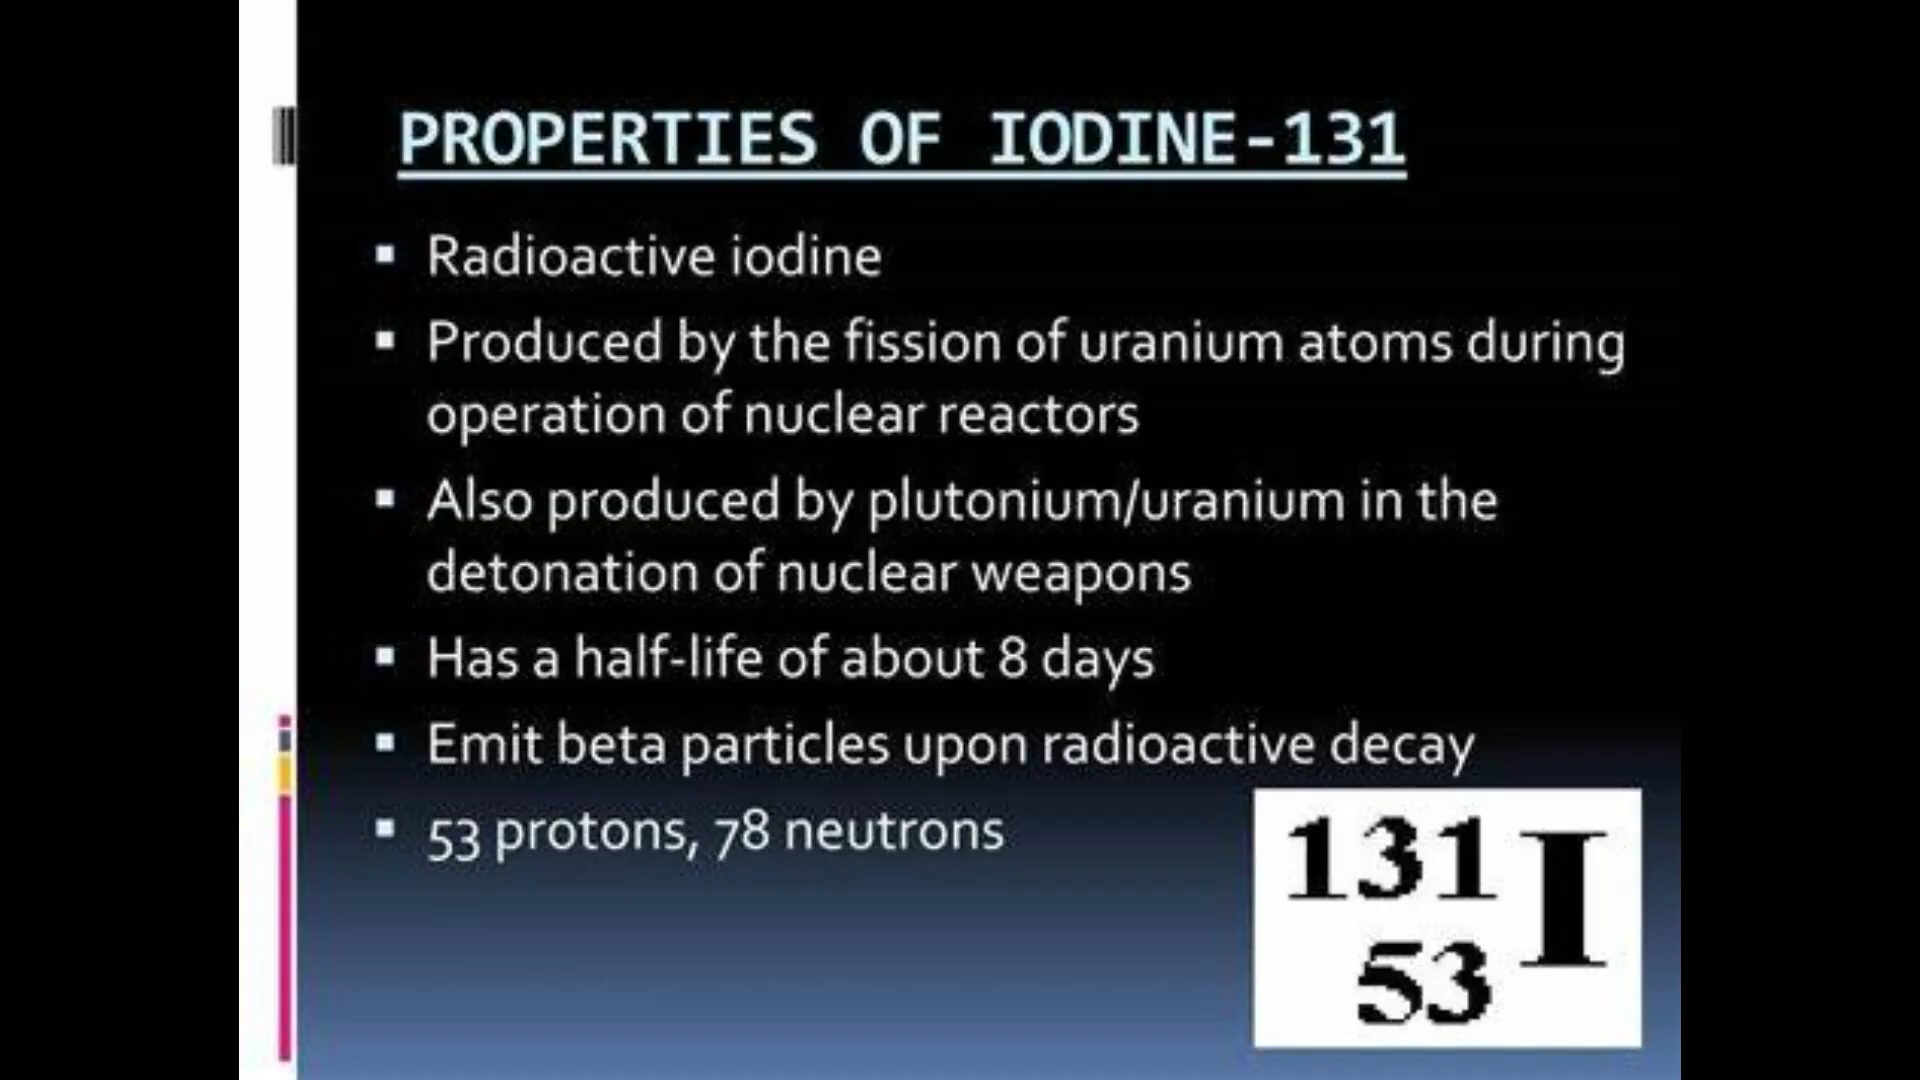 PROPERTIES OF IODINE-131
Radioactive iodine
Produced by the fission of uranium atoms during
operation of nuclear reactors
Also produced by plutonium/uranium in the
detonation of nuclear weapons
Has a half-life of about 8 days
Emit beta particles upon radioactive decay
53 protons, 78 neutrons
131
I
53